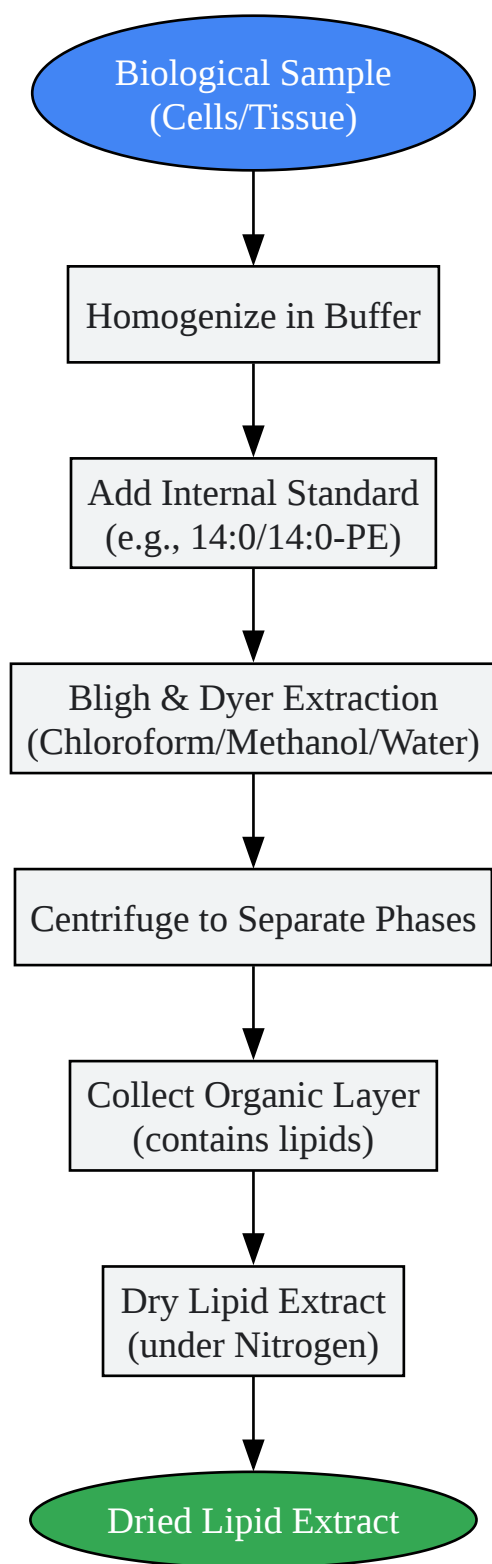 Biological Sample
(Cells/Tissue)
Homogenize in Buffer
Add Internal Standard
(e.g., 14:0/14:0-PE)
Bligh & Dyer Extraction
(Chloroform/Methanol/Water)
Centrifuge to Separate Phases
Collect Organic Layer
(contains lipids)
Dry Lipid Extract
(under Nitrogen)
Dried Lipid Extract